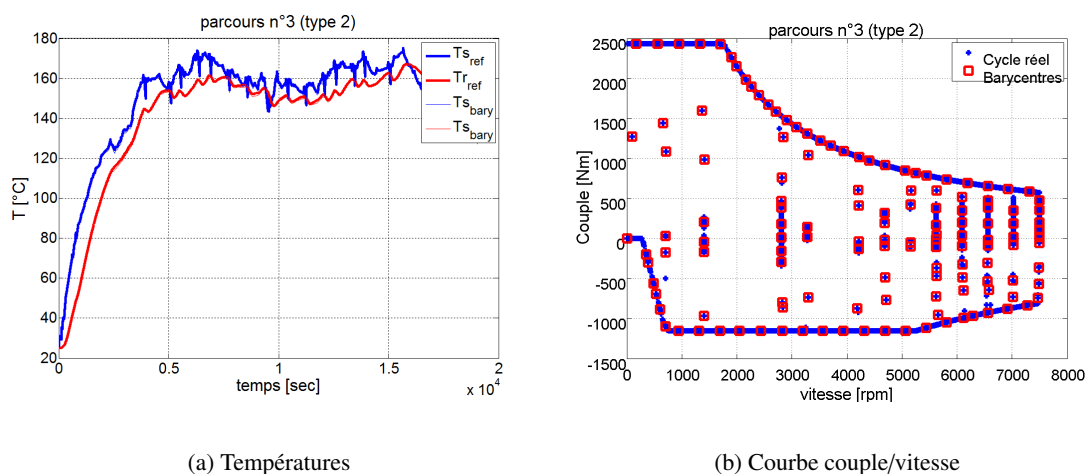 parcours n°3 (type 2)
180
160
140
120
100
80
60
40
20
T [°C]
Ts_ref
Tr_ref
Ts_bary
Ts_bary
0 0.5 1 1.5 2
x 10^4
temps [sec]
(a) Températures
parcours n°3 (type 2)
2500
2000
1500
1000
500
0
-500
-1000
-1500
Couple [Nm]
Cycle réel
Barycentres
0 1000 2000 3000 4000 5000 6000 7000 8000
vitesse [rpm]
(b) Courbe couple/vitesse